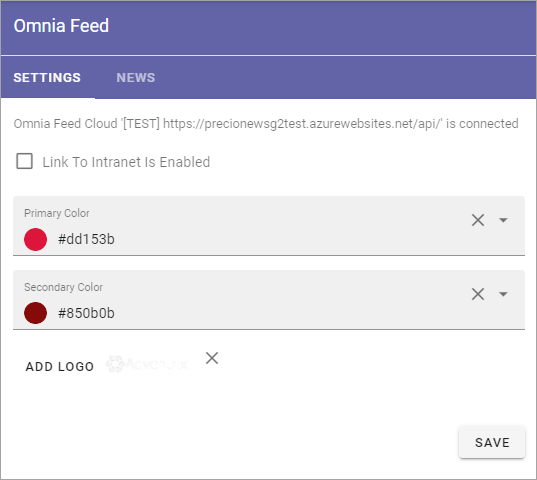 Omnia Feed
SETTINGS NEWS
Omnia Feed Cloud '[TEST] https://precionewsg2test.azurewebsites.net/api/' is connected
Link To Intranet Is Enabled
Primary Color
#dd153b
Secondary Color
#850b0b
ADD LOGO
SAVE